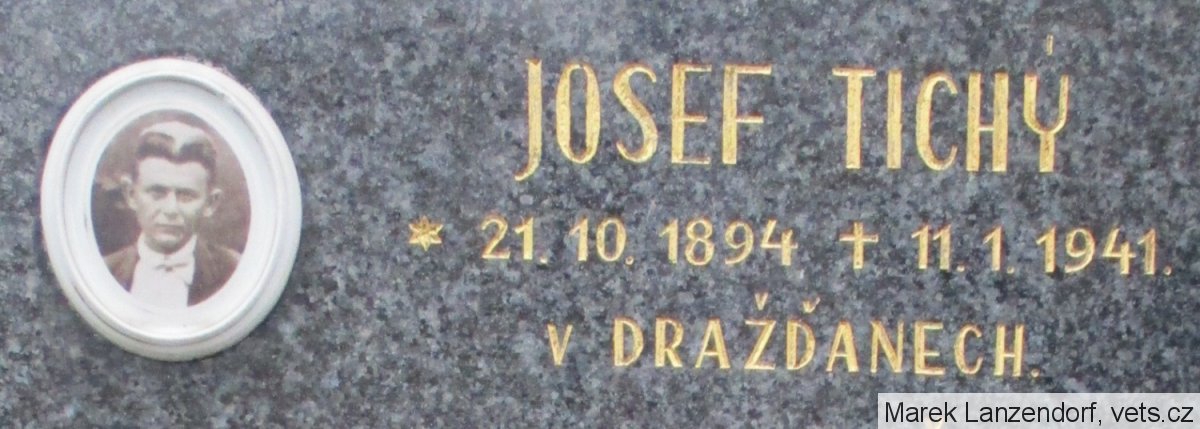 JOSEF TICHÝ
* 21. 10. 1894 † 11. 1. 1941.
v DRAŽĎANECH.
Marek Lanzendorf, vets.cz